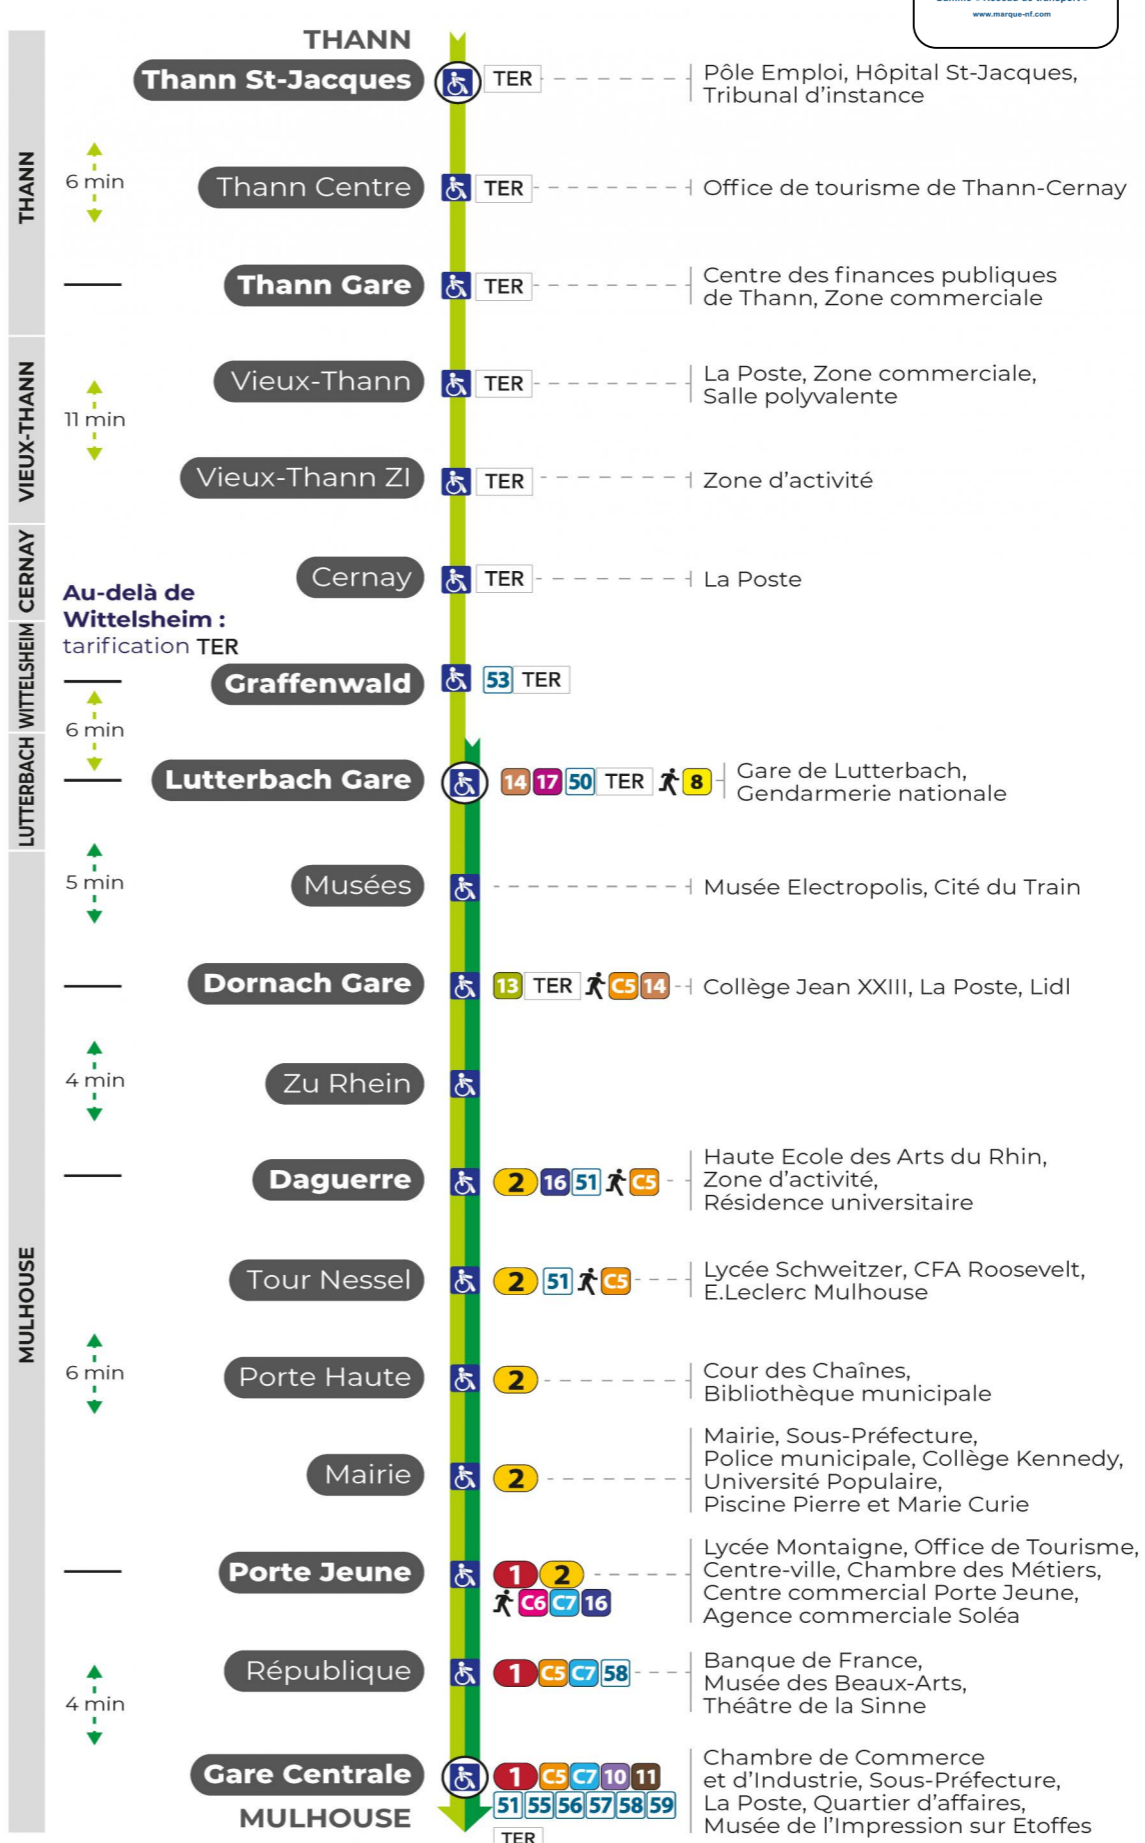 www.marque-nf.com
THANN
Thann St-Jacques TER Pôle Emploi, Hôpital St-Jacques,
Tribunal d'instance
THANN
6 min
Thann Centre TER Office de tourisme de Thann-Cernay
Thann Gare TER Centre des finances publiques
de Thann, Zone commerciale
VIEUX-THANN
11 min
Vieux-Thann TER La Poste, Zone commerciale,
Salle polyvalente
Vieux-Thann ZI TER Zone d'activité
CERNAY
Cernay TER La Poste
Au-delà de
Wittelsheim :
tarification TER
WITTELSHEIM
Graffenwald 53 TER
6 min
LUTTERBACH
Lutterbach Gare 14 17 50 TER 8 Gare de Lutterbach,
Gendarmerie nationale
5 min
Musées Musée Electropolis, Cité du Train
Dornach Gare 13 TER C5 14 Collège Jean XXIII, La Poste, Lidl
4 min
Zu Rhein
Daguerre 2 16 51 C5 Haute Ecole des Arts du Rhin,
Zone d'activité,
Résidence universitaire
MULHOUSE
Tour Nessel 2 51 C5 Lycée Schweitzer, CFA Roosevelt,
E.Leclerc Mulhouse
6 min
Porte Haute 2 Cour des Chaînes,
Bibliothèque municipale
Mairie 2 Mairie, Sous-Préfecture,
Police municipale, Collège Kennedy,
Université Populaire,
Piscine Pierre et Marie Curie
Porte Jeune 1 2 Lycée Montaigne, Office de Tourisme,
Centre-ville, Chambre des Métiers,
C6 C7 16 Centre commercial Porte Jeune,
Agence commerciale Soléa
République 1 C5 C7 58 Banque de France,
Musée des Beaux-Arts,
Théâtre de la Sinne
4 min
Gare Centrale 1 C5 C7 10 11 Chambre de Commerce
et d'Industrie, Sous-Préfecture,
51 55 56 57 58 59 La Poste, Quartier d'affaires,
MULHOUSE Musée de l'Impression sur Etoffes
TER